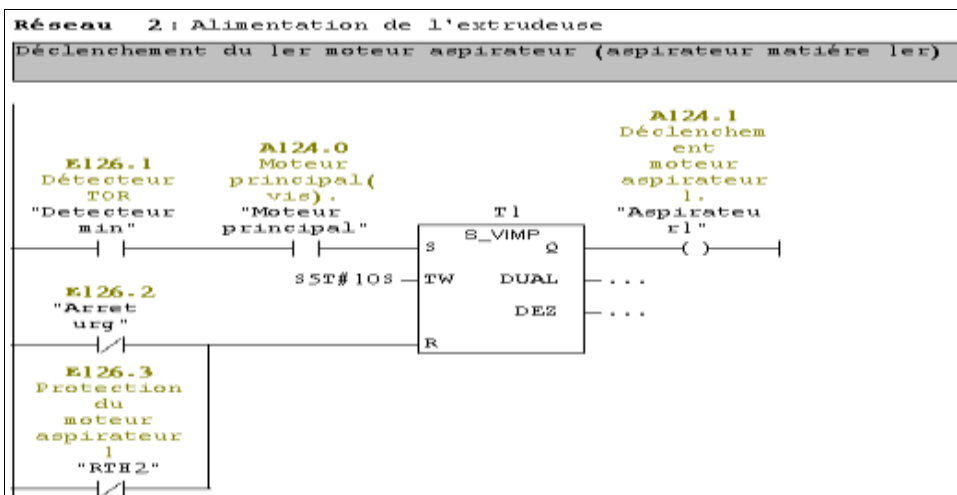 Réseau 2 : Alimentation de l'extrudeuse
Déclenchement du 1er moteur aspirateur (aspirateur matiére 1er)
E126.1
Détecteur
TOR
"Detecteur
min"
A124.0
Moteur
principal(
vis).
"Moteur
principal"
T1
S_VIMP
S
Q
S5T#10S
TW
DUAL
...
DEZ
...
R
A124.1
Déclenchem
ent
moteur
aspirateur
1.
"Aspirateu
r1"
E126.2
"Arret
urg"
E126.3
Protection
du
moteur
aspirateur
1
"RTH2"